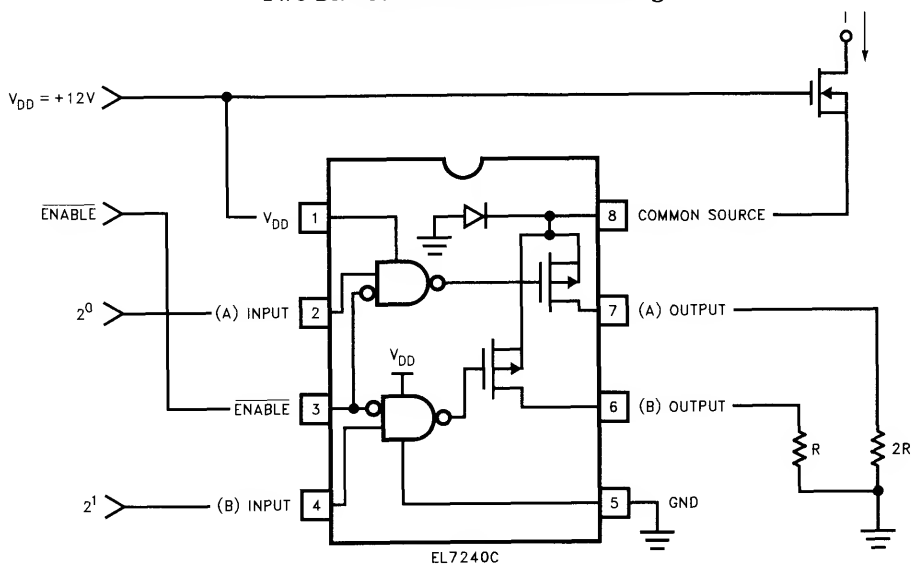 I
V_DD = +12V
ENABLE
V_DD
1
8
COMMON SOURCE
2^0
(A) INPUT
2
7
(A) OUTPUT
V_DD
ENABLE
3
6
(B) OUTPUT
R
2R
2^1
(B) INPUT
4
5
GND
EL7240C